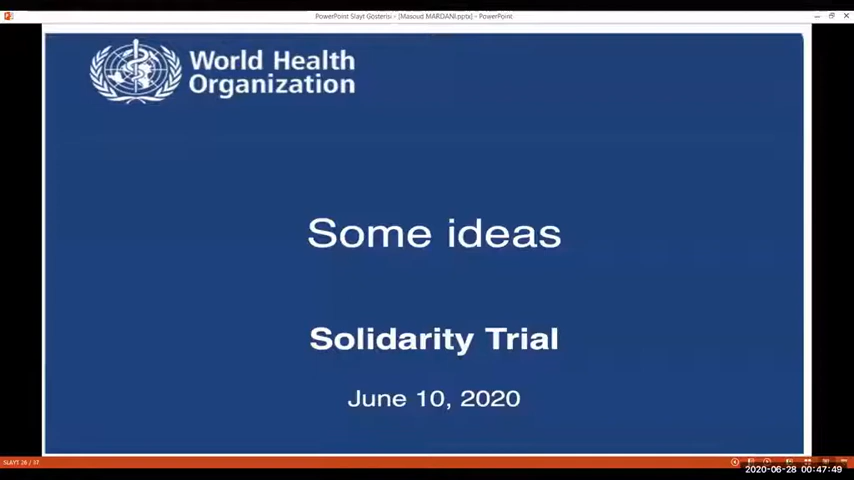 PowerPoint Slayt Gösterisi - [Masoud MARDANI.pptx] - PowerPoint
World Health
Organization
Some ideas
Solidarity Trial
June 10, 2020
SLAYT 26 / 37
2020-06-28 00:47:49